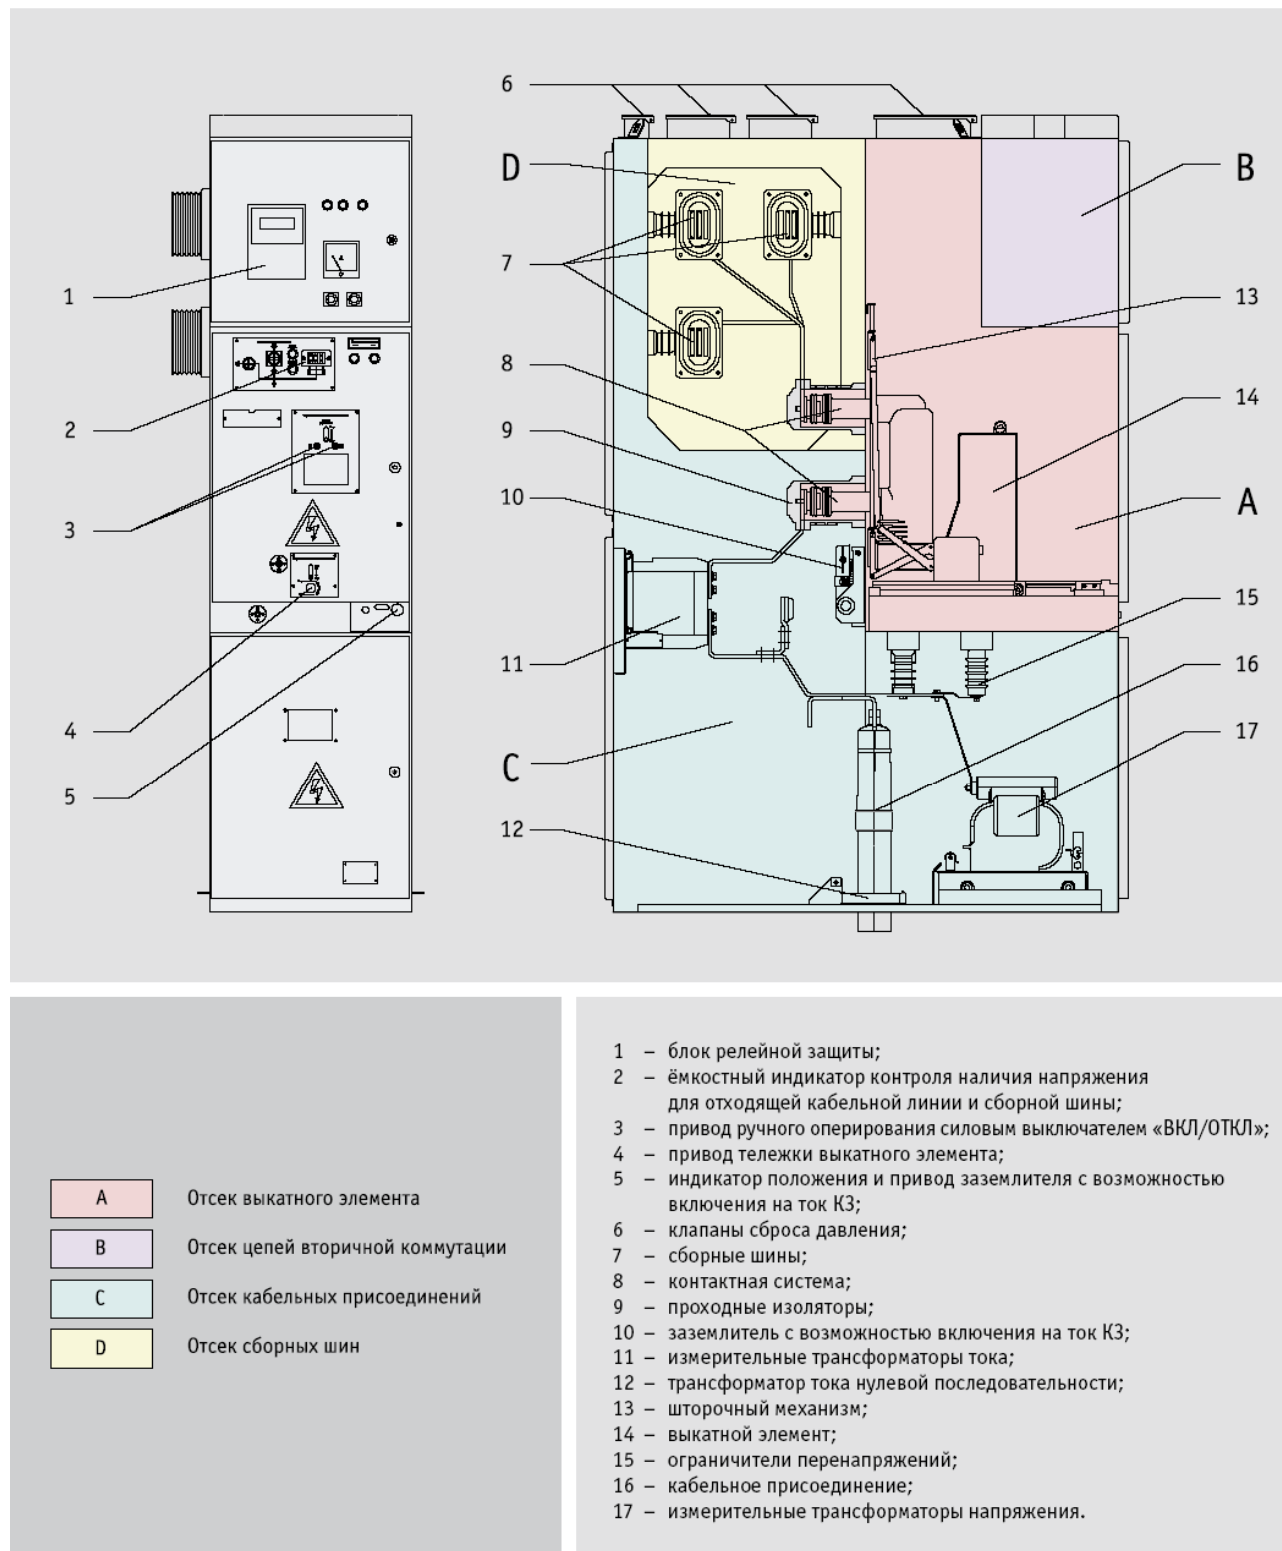 6
D
B
1
7
13
8
14
2
9
10
A
3
15
11
16
4
C
17
5
12
A Отсек выкатного элемента
B Отсек цепей вторичной коммутации
C Отсек кабельных присоединений
D Отсек сборных шин
1 – блок релейной защиты;
2 – ёмкостный индикатор контроля наличия напряжения
для отходящей кабельной линии и сборной шины;
3 – привод ручного оперирования силовым выключателем «ВКЛ/ОТКЛ»;
4 – привод тележки выкатного элемента;
5 – индикатор положения и привод заземлителя с возможностью
включения на ток КЗ;
6 – клапаны сброса давления;
7 – сборные шины;
8 – контактная система;
9 – проходные изоляторы;
10 – заземлитель с возможностью включения на ток КЗ;
11 – измерительные трансформаторы тока;
12 – трансформатор тока нулевой последовательности;
13 – шторочный механизм;
14 – выкатной элемент;
15 – ограничители перенапряжений;
16 – кабельное присоединение;
17 – измерительные трансформаторы напряжения.